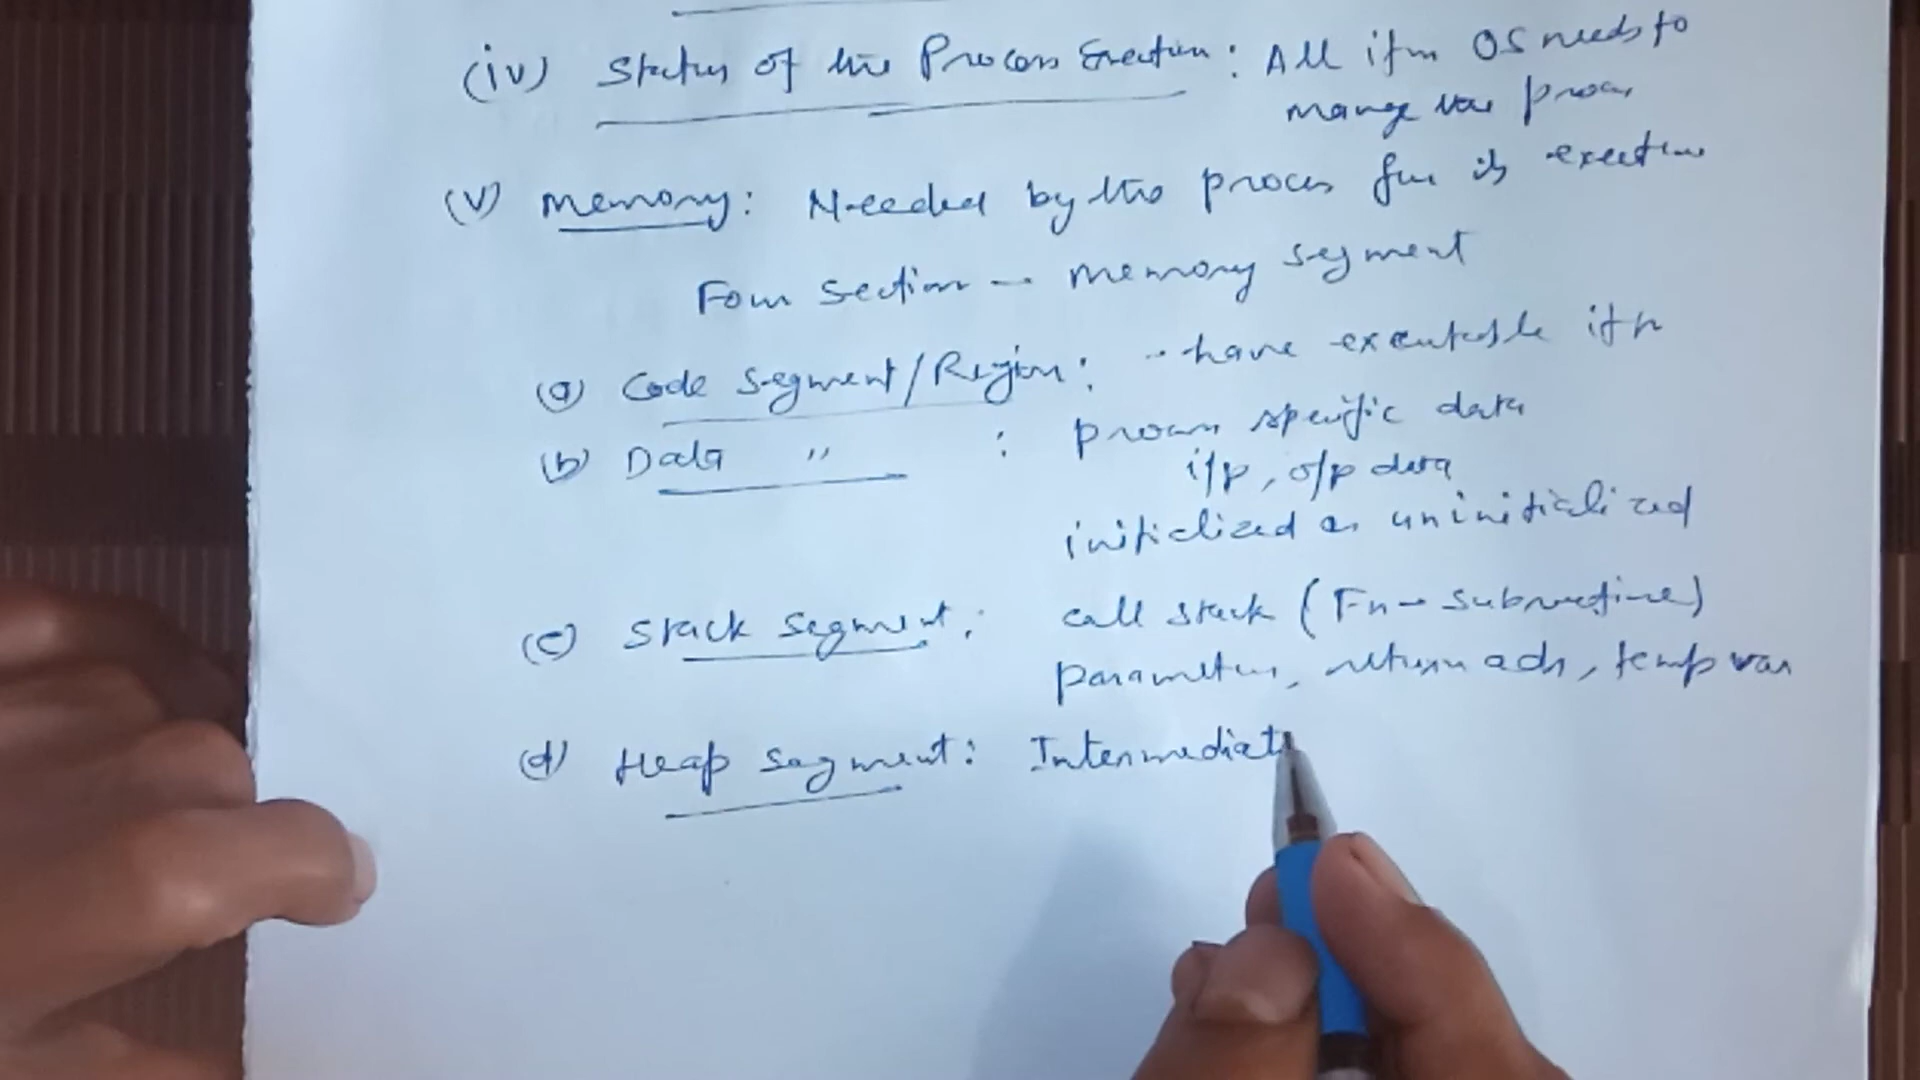 (iv) Status of the Process Execution : All ifm OS needs to
manage the process
(v) Memory : Needed by the process for its execution
Four section - memory segment
(a) Code segment/Region : have executable ifn
(b) Data " : process specific data
i/p, o/p data
initialized or uninitialized
(c) Stack Segment : call stack (Fn - subroutine)
parameters, return adr, temp var
(d) Heap Segment : Intermediat